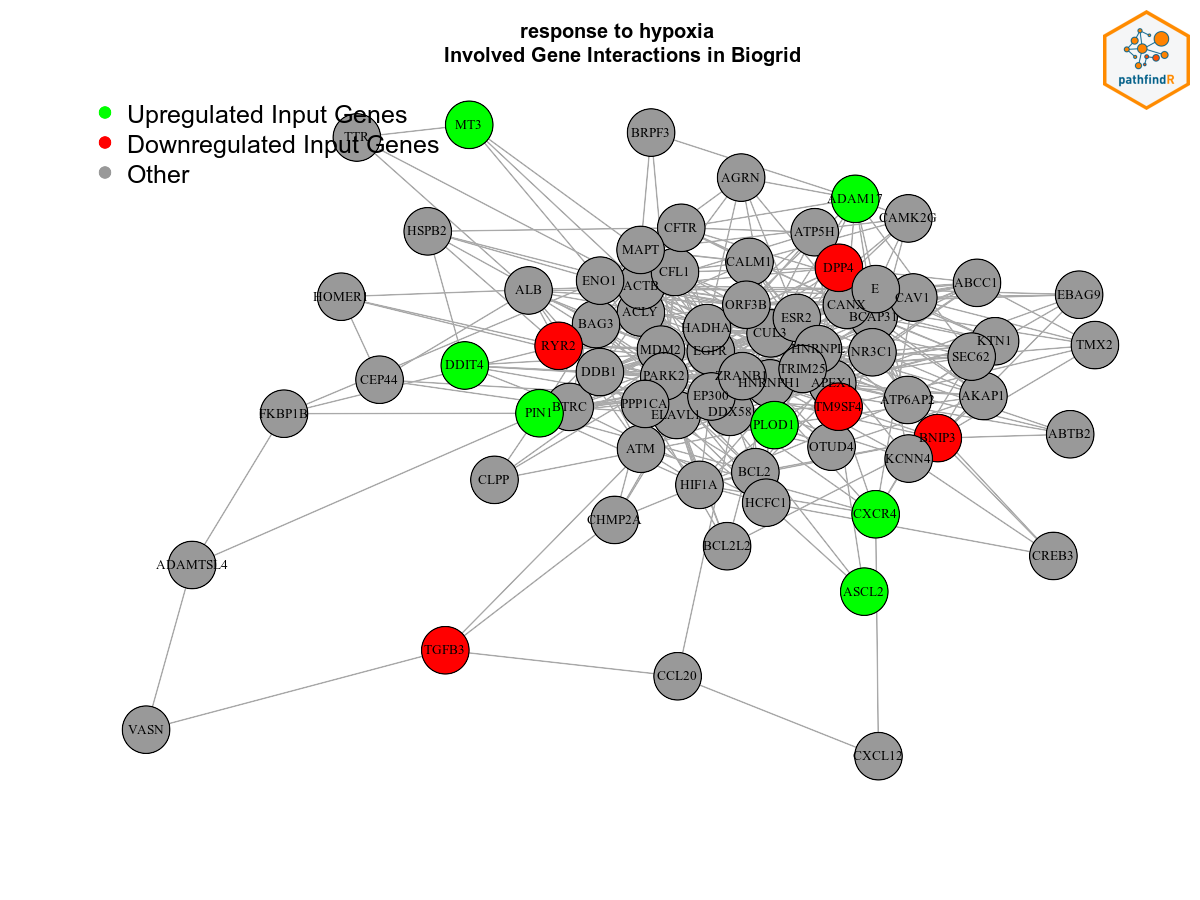 response to hypoxia
Involved Gene Interactions in Biogrid
pathfindR
Upregulated Input Genes
Downregulated Input Genes
Other
MT3
TTR
BRPF3
AGRN
ADAM17
CAMK2G
CFTR
HSPB2
ATP5H
MAPT
CALM1
DPP4
CFL1
ENO1
ACTB
ALB
E
ABCC1
HOMER1
EBAG9
CAV1
CANX
ORF3B
ACLY
BCAP31
ESR2
BAG3
HADHA
CUL3
KTN1
TMX2
RYR2
MDM2
EGFR
HNRNPL
NR3C1
SEC62
DDIT4
DDB1
PARK2
ZRANB1
TRIM25
CEP44
HNRNPH1
APEX1
EP300
AKAP1
ATP6AP2
PPP1CA
BTRC
TM9SF4
FKBP1B
PIN1
ELAVL1
DDX58
PLOD1
ABTB2
BNIP3
ATM
OTUD4
KCNN4
BCL2
CLPP
HIF1A
HCFC1
CXCR4
CHMP2A
BCL2L2
CREB3
ADAMTSL4
ASCL2
TGFB3
CCL20
VASN
CXCL12